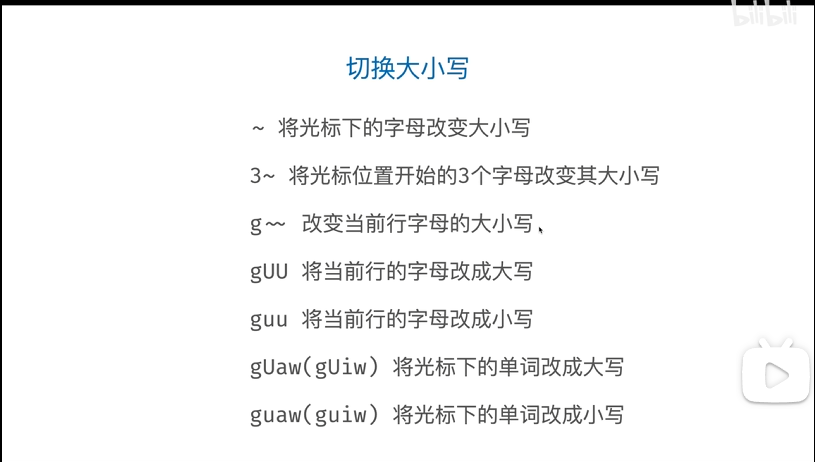 bilibili
切换大小写
~ 将光标下的字母改变大小写
3~ 将光标位置开始的3个字母改变其大小写
g~~ 改变当前行字母的大小写
gUU 将当前行的字母改成大写
guu 将当前行的字母改成小写
gUaw(gUiw) 将光标下的单词改成大写
guaw(guiw) 将光标下的单词改成小写